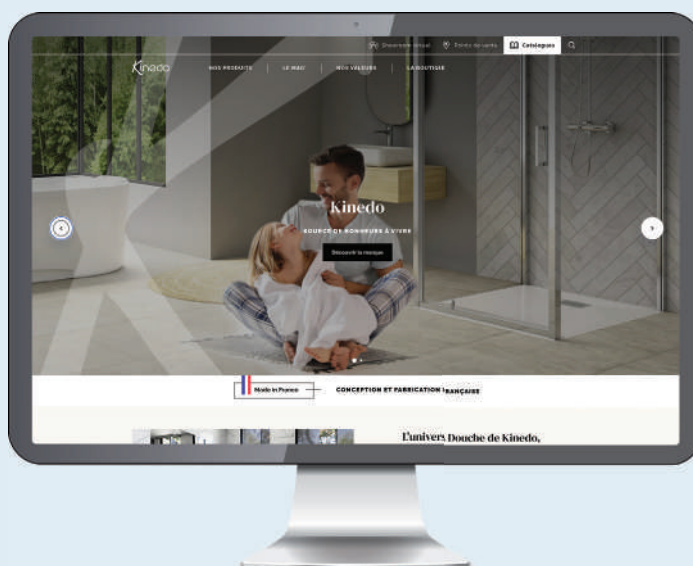 Showroom virtuel Points de vente Catalogues
Kinedo NOS PRODUITS LE MAG' NOS VALEURS LA BOUTIQUE
Kinedo
SOURCE DE BONHEURS À VIVRE
Découvrir la marque
Made in France CONCEPTION ET FABRICATION FRANÇAISE
L'univers Douche de Kinedo,